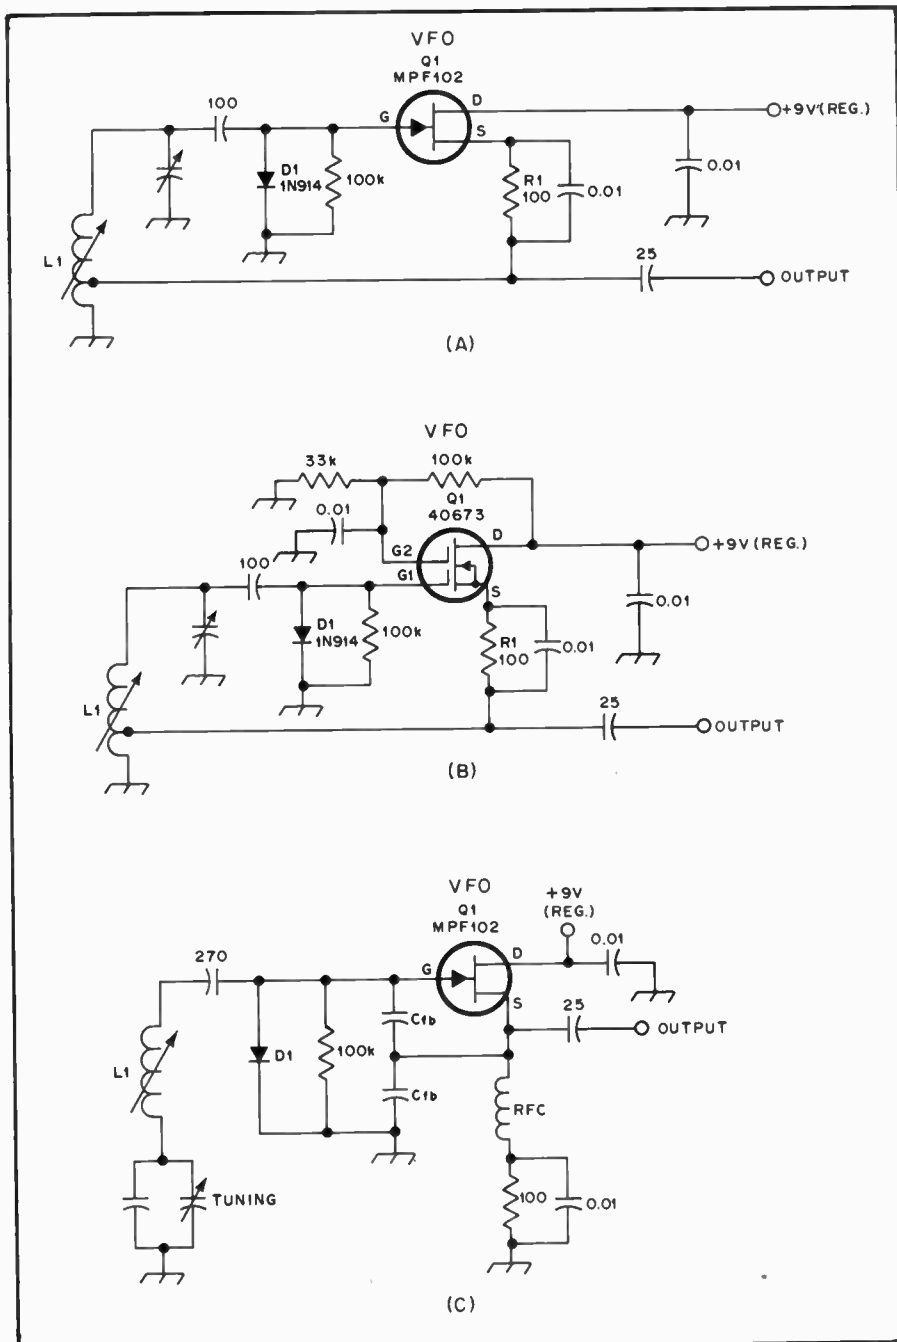 VFO
Q1
MPF102
100
G
D
S
+9V(REG.)
D1
1N914
100k
R1
100
0.01
0.01
L1
25
OUTPUT
(A)
VFO
33k
100k
Q1
40673
0.01
G2
D
G1
S
+9V(REG.)
100
D1
1N914
100k
R1
100
0.01
0.01
L1
25
OUTPUT
(B)
VFO
Q1
MPF102
+9V
(REG.)
0.01
270
G
D
S
25
OUTPUT
Cfb
L1
D1
100k
Cfb
RFC
TUNING
100
0.01
(C)